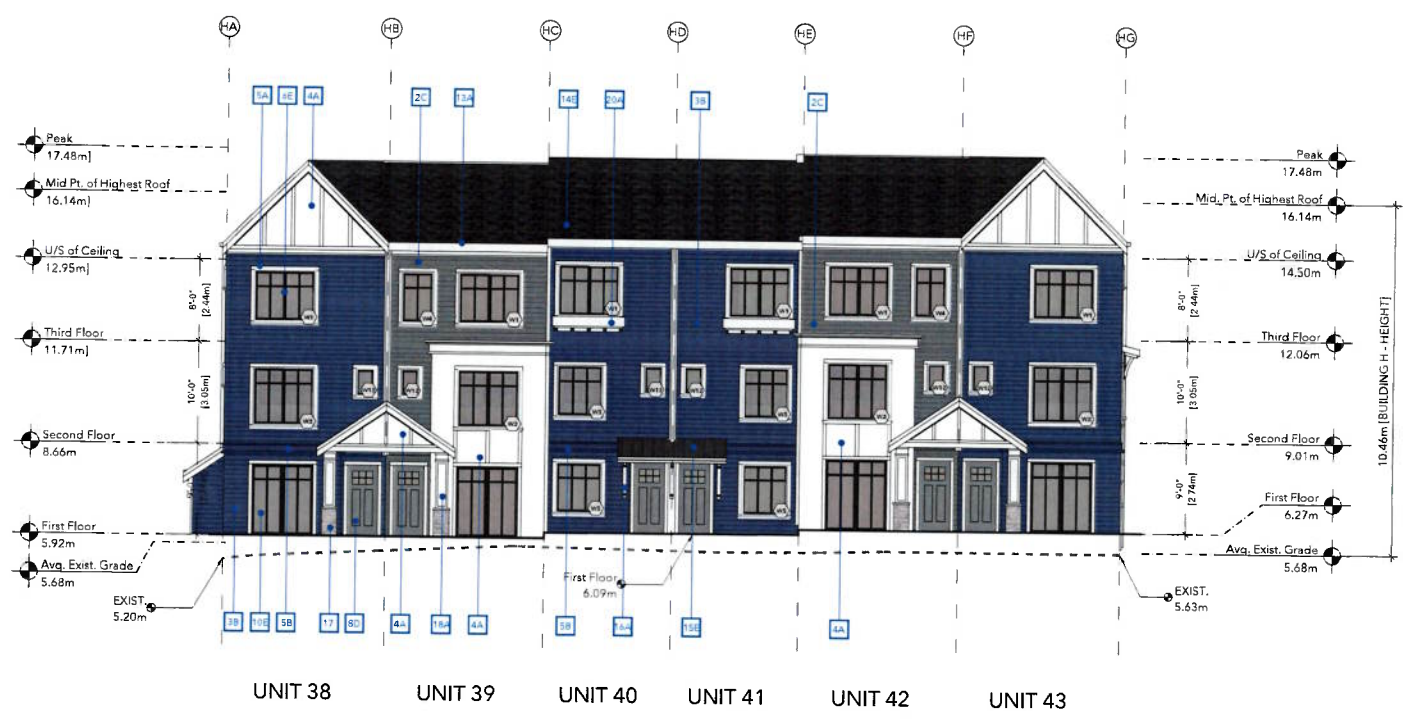 HA HB HC HD HE HF HG
5A 6E 4A 2C 13A 14E 20A 3B 2C
Peak
17.48m]
Mid Pt. of Highest Roof
16.14m]
U/S of Ceiling
12.95m]
8'-0"
[2.44m]
Third Floor
11.71m]
10'-0"
[3.05m]
Second Floor
8.66m
First Floor
5.92m
Avg. Exist. Grade
5.68m
EXIST.
5.20m
Peak
17.48m
Mid. Pt. of Highest Roof
16.14m
U/S of Ceiling
14.50m
8'-0"
[2.44m]
Third Floor
12.06m
10'-0"
[3.05m]
Second Floor
9.01m
9'-0"
[2.74m]
First Floor
6.27m
Avg. Exist. Grade
5.68m
10.46m [BUILDING H - HEIGHT]
EXIST.
5.63m
First Floor
6.09m
3B 10E 5B 17 8D 4A 18A 4A 5B 16A 15E 4A
UNIT 38 UNIT 39 UNIT 40 UNIT 41 UNIT 42 UNIT 43